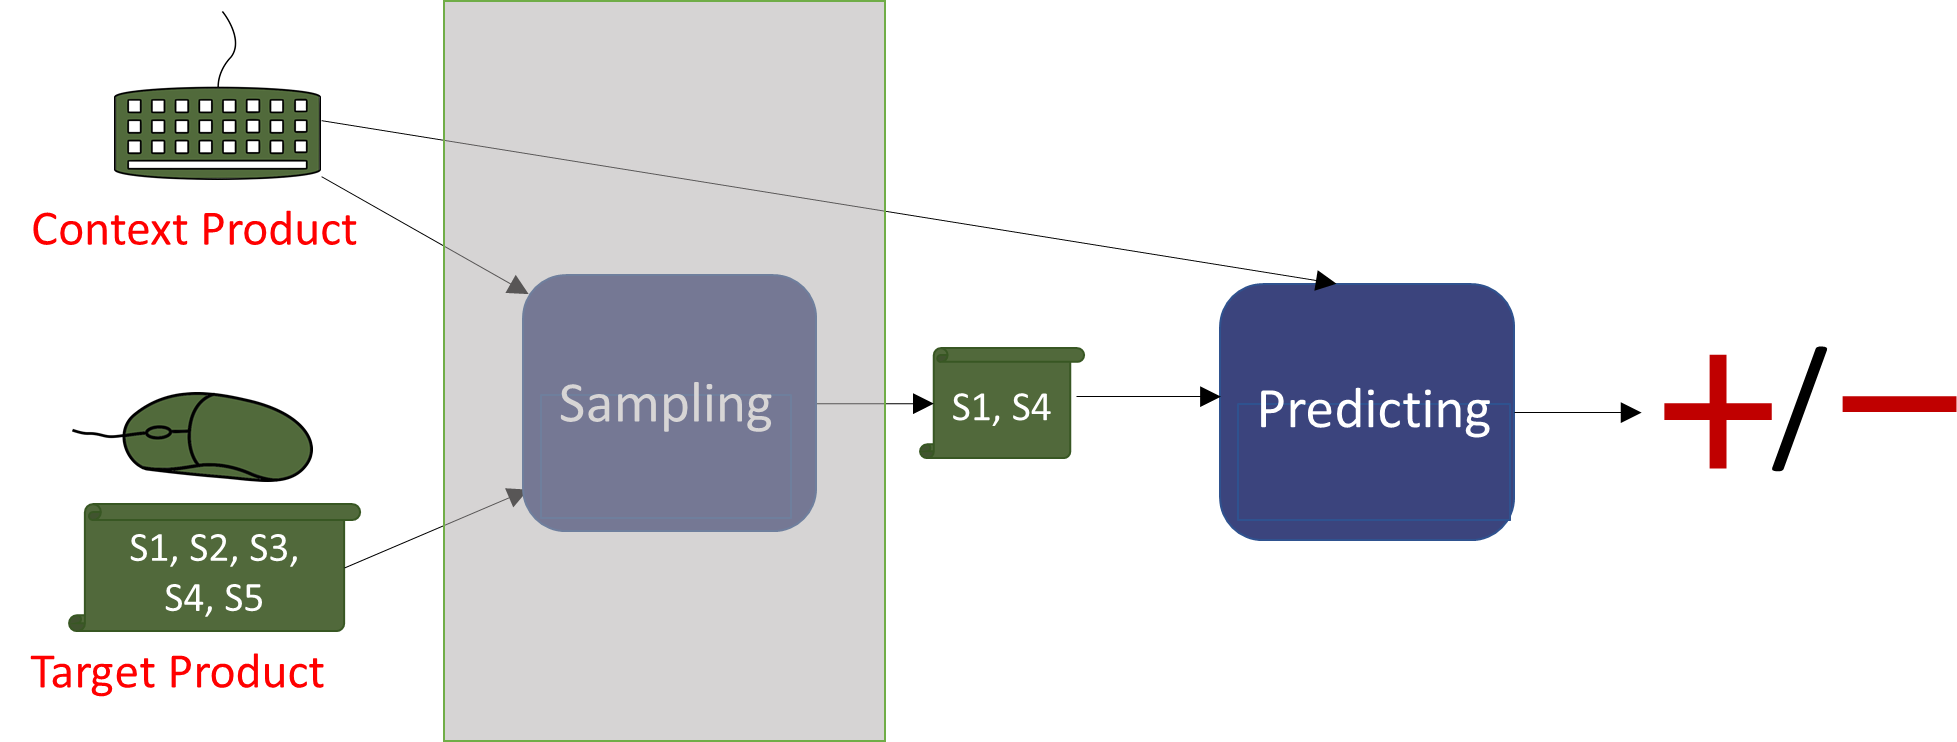 Context Product
S1, S2, S3,
S4, S5
Target Product
Sampling
S1, S4
Predicting
+/−